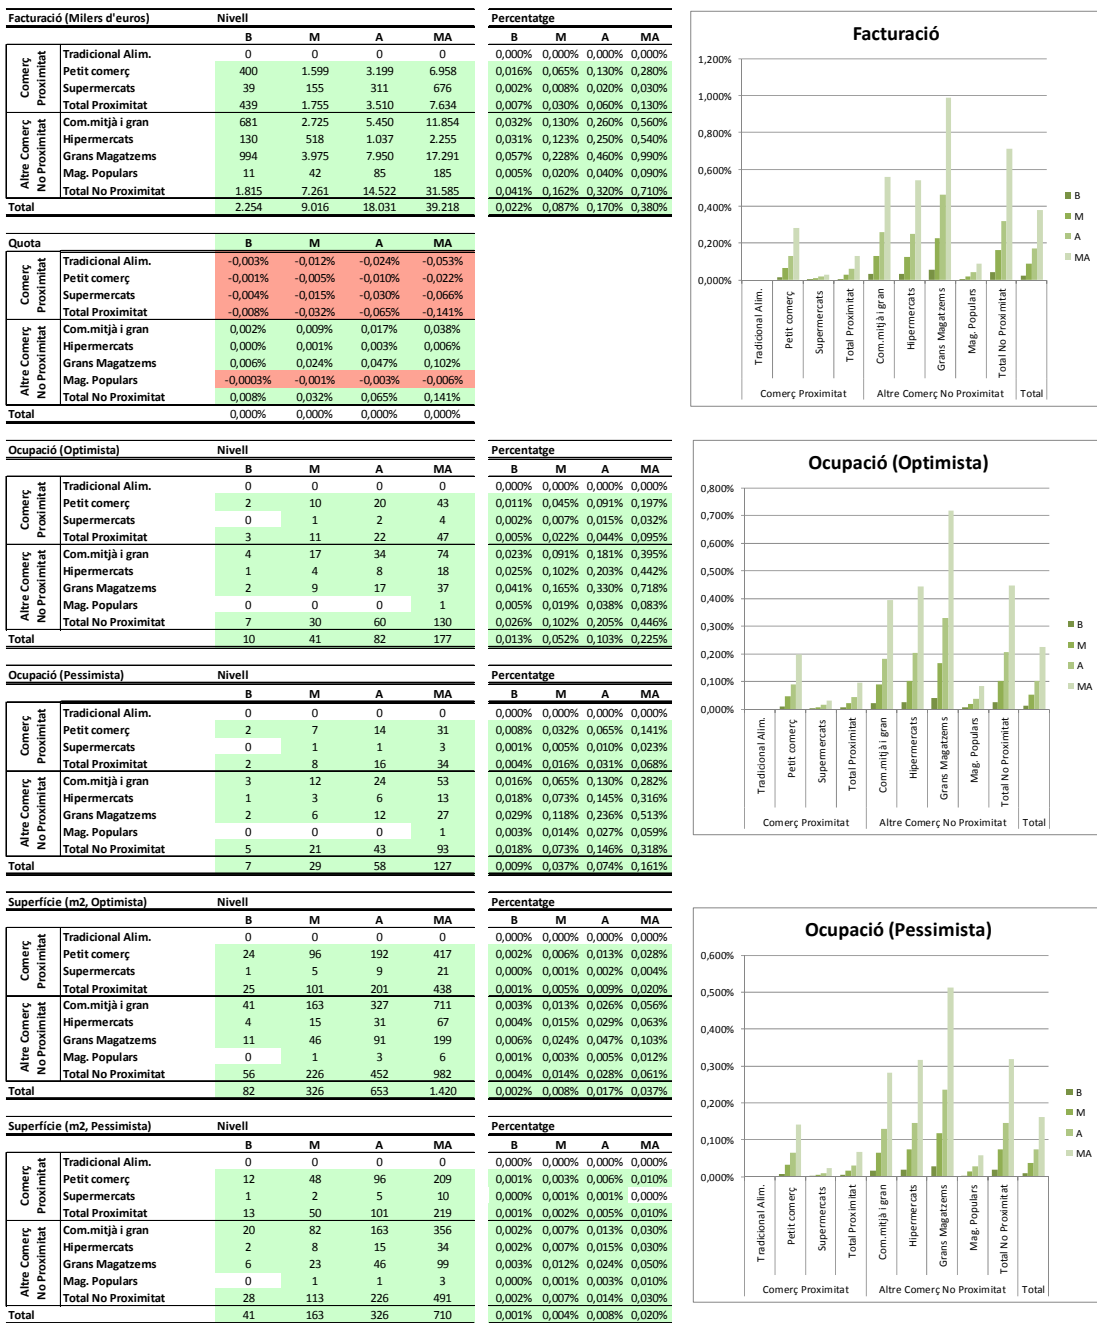 Facturació (Milers d'euros) Nivell Percentatge
B M A MA B M A MA
Comerç Proximitat
Tradicional Alim. 0 0 0 0 0,000% 0,000% 0,000% 0,000%
Petit comerç 400 1.599 3.199 6.958 0,016% 0,065% 0,130% 0,280%
Supermercats 39 155 311 676 0,002% 0,008% 0,020% 0,030%
Total Proximitat 439 1.755 3.510 7.634 0,007% 0,030% 0,060% 0,130%
Altre Comerç No Proximitat
Com.mitjà i gran 681 2.725 5.450 11.854 0,032% 0,130% 0,260% 0,560%
Hipermercats 130 518 1.037 2.255 0,031% 0,123% 0,250% 0,540%
Grans Magatzems 994 3.975 7.950 17.291 0,057% 0,228% 0,460% 0,990%
Mag. Populars 11 42 85 185 0,005% 0,020% 0,040% 0,090%
Total No Proximitat 1.815 7.261 14.522 31.585 0,041% 0,162% 0,320% 0,710%
Total 2.254 9.016 18.031 39.218 0,022% 0,087% 0,170% 0,380%
Facturació
1,200%
1,000%
0,800%
0,600%
0,400%
0,200%
0,000%
Tradicional Alim.
Petit comerç
Supermercats
Total Proximitat
Com.mitjà i gran
Hipermercats
Grans Magatzems
Mag. Populars
Total No Proximitat
Comerç Proximitat Altre Comerç No Proximitat Total
B
M
A
MA
Quota B M A MA
Comerç Proximitat
Tradicional Alim. -0,003% -0,012% -0,024% -0,053%
Petit comerç -0,001% -0,005% -0,010% -0,022%
Supermercats -0,004% -0,015% -0,030% -0,066%
Total Proximitat -0,008% -0,032% -0,065% -0,141%
Altre Comerç No Proximitat
Com.mitjà i gran 0,002% 0,009% 0,017% 0,038%
Hipermercats 0,000% 0,001% 0,003% 0,006%
Grans Magatzems 0,006% 0,024% 0,047% 0,102%
Mag. Populars -0,0003% -0,001% -0,003% -0,006%
Total No Proximitat 0,008% 0,032% 0,065% 0,141%
Total 0,000% 0,000% 0,000% 0,000%
Ocupació (Optimista) Nivell Percentatge
B M A MA B M A MA
Comerç Proximitat
Tradicional Alim. 0 0 0 0 0,000% 0,000% 0,000% 0,000%
Petit comerç 2 10 20 43 0,011% 0,045% 0,091% 0,197%
Supermercats 0 1 2 4 0,002% 0,007% 0,015% 0,032%
Total Proximitat 3 11 22 47 0,005% 0,022% 0,044% 0,095%
Altre Comerç No Proximitat
Com.mitjà i gran 4 17 34 74 0,023% 0,091% 0,181% 0,395%
Hipermercats 1 4 8 18 0,025% 0,102% 0,203% 0,442%
Grans Magatzems 2 9 17 37 0,041% 0,165% 0,330% 0,718%
Mag. Populars 0 0 0 1 0,005% 0,019% 0,038% 0,083%
Total No Proximitat 7 30 60 130 0,026% 0,102% 0,205% 0,446%
Total 10 41 82 177 0,013% 0,052% 0,103% 0,225%
Ocupació (Optimista)
0,800%
0,700%
0,600%
0,500%
0,400%
0,300%
0,200%
0,100%
0,000%
Tradicional Alim.
Petit comerç
Supermercats
Total Proximitat
Com.mitjà i gran
Hipermercats
Grans Magatzems
Mag. Populars
Total No Proximitat
Comerç Proximitat Altre Comerç No Proximitat Total
B
M
A
MA
Ocupació (Pessimista) Nivell Percentatge
B M A MA B M A MA
Comerç Proximitat
Tradicional Alim. 0 0 0 0 0,000% 0,000% 0,000% 0,000%
Petit comerç 2 7 14 31 0,008% 0,032% 0,065% 0,141%
Supermercats 0 1 1 3 0,001% 0,005% 0,010% 0,023%
Total Proximitat 2 8 16 34 0,004% 0,016% 0,031% 0,068%
Altre Comerç No Proximitat
Com.mitjà i gran 3 12 24 53 0,016% 0,065% 0,130% 0,282%
Hipermercats 1 3 6 13 0,018% 0,073% 0,145% 0,316%
Grans Magatzems 2 6 12 27 0,029% 0,118% 0,236% 0,513%
Mag. Populars 0 0 0 1 0,003% 0,014% 0,027% 0,059%
Total No Proximitat 5 21 43 93 0,018% 0,073% 0,146% 0,318%
Total 7 29 58 127 0,009% 0,037% 0,074% 0,161%
Superfície (m2, Optimista) Nivell Percentatge
B M A MA B M A MA
Comerç Proximitat
Tradicional Alim. 0 0 0 0 0,000% 0,000% 0,000% 0,000%
Petit comerç 24 96 192 417 0,002% 0,006% 0,013% 0,028%
Supermercats 1 5 9 21 0,000% 0,001% 0,002% 0,004%
Total Proximitat 25 101 201 438 0,001% 0,005% 0,009% 0,020%
Altre Comerç No Proximitat
Com.mitjà i gran 41 163 327 711 0,003% 0,013% 0,026% 0,056%
Hipermercats 4 15 31 67 0,004% 0,015% 0,029% 0,063%
Grans Magatzems 11 46 91 199 0,006% 0,024% 0,047% 0,103%
Mag. Populars 0 1 3 6 0,001% 0,003% 0,005% 0,012%
Total No Proximitat 56 226 452 982 0,004% 0,014% 0,028% 0,061%
Total 82 326 653 1.420 0,002% 0,008% 0,017% 0,037%
Ocupació (Pessimista)
0,600%
0,500%
0,400%
0,300%
0,200%
0,100%
0,000%
Tradicional Alim.
Petit comerç
Supermercats
Total Proximitat
Com.mitjà i gran
Hipermercats
Grans Magatzems
Mag. Populars
Total No Proximitat
Comerç Proximitat Altre Comerç No Proximitat Total
B
M
A
MA
Superfície (m2, Pessimista) Nivell Percentatge
B M A MA B M A MA
Comerç Proximitat
Tradicional Alim. 0 0 0 0 0,000% 0,000% 0,000% 0,000%
Petit comerç 12 48 96 209 0,001% 0,003% 0,006% 0,010%
Supermercats 1 2 5 10 0,000% 0,001% 0,001% 0,000%
Total Proximitat 13 50 101 219 0,001% 0,002% 0,005% 0,010%
Altre Comerç No Proximitat
Com.mitjà i gran 20 82 163 356 0,002% 0,007% 0,013% 0,030%
Hipermercats 2 8 15 34 0,002% 0,007% 0,015% 0,030%
Grans Magatzems 6 23 46 99 0,003% 0,012% 0,024% 0,050%
Mag. Populars 0 1 1 3 0,000% 0,001% 0,003% 0,010%
Total No Proximitat 28 113 226 491 0,002% 0,007% 0,014% 0,030%
Total 41 163 326 710 0,001% 0,004% 0,008% 0,020%